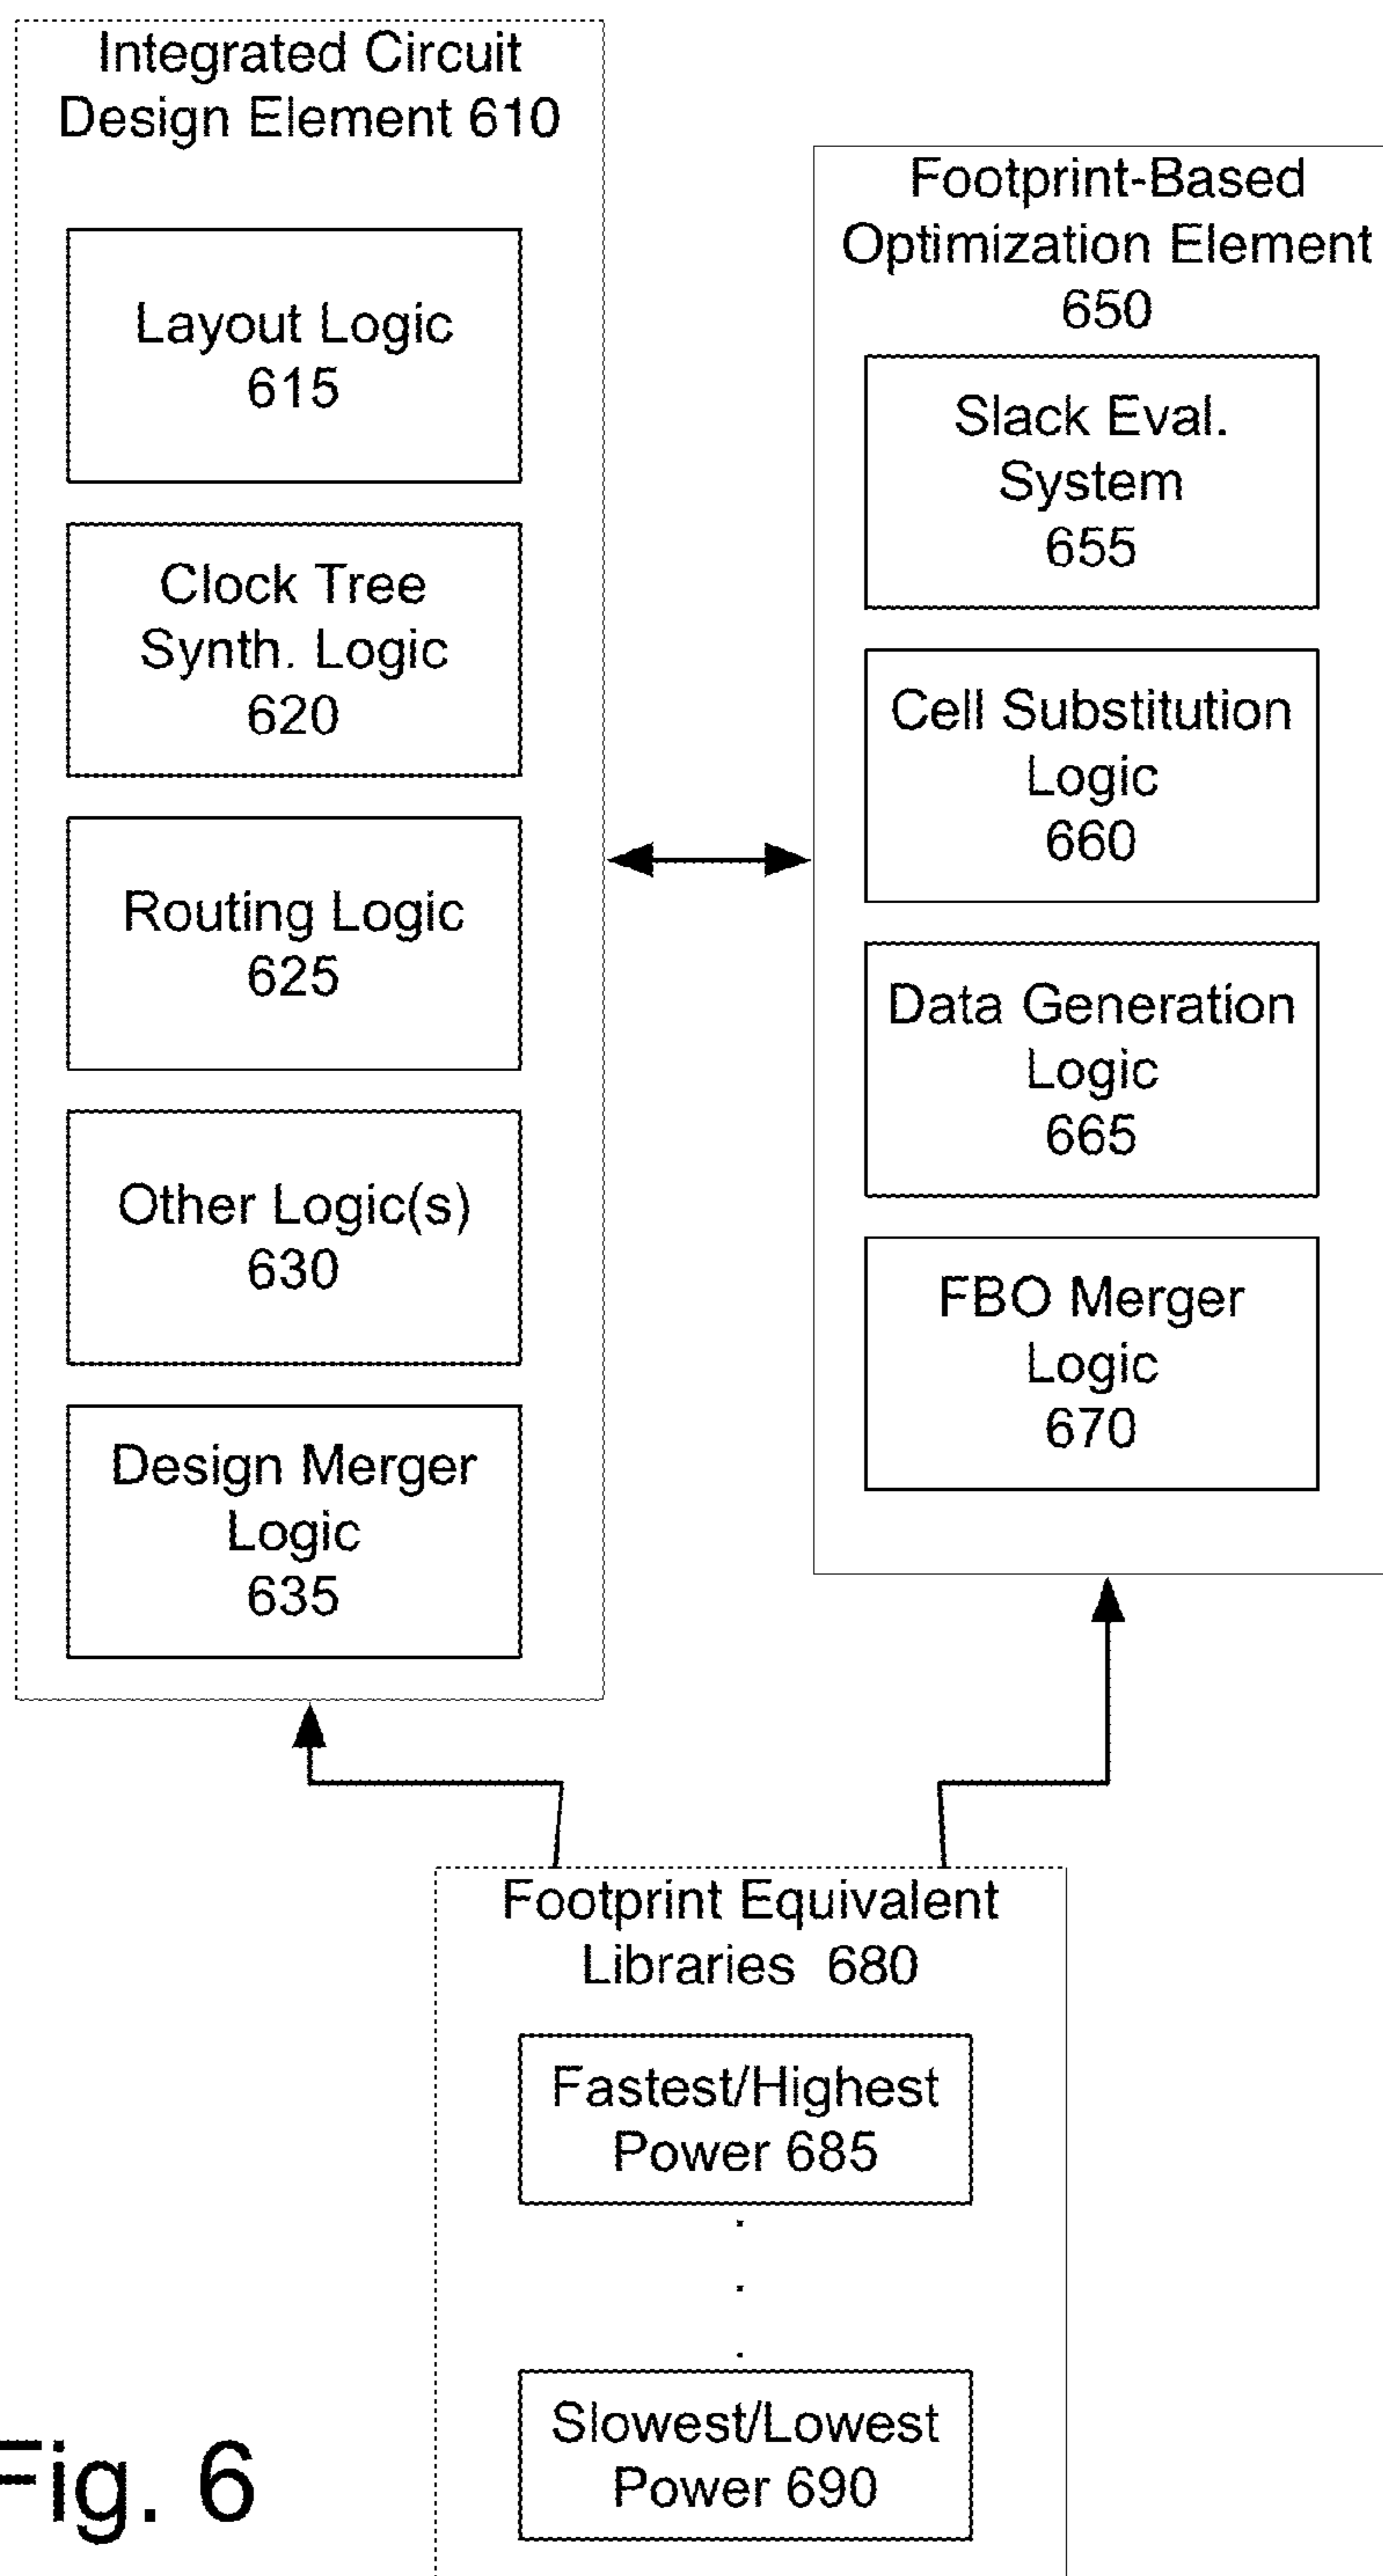 Integrated Circuit
Design Element 610
Layout Logic
615
Clock Tree
Synth. Logic
620
Routing Logic
625
Other Logic(s)
630
Design Merger
Logic
635
Footprint-Based
Optimization Element
650
Slack Eval.
System
655
Cell Substitution
Logic
660
Data Generation
Logic
665
FBO Merger
Logic
670
Footprint Equivalent
Libraries 680
Fastest/Highest
Power 685
.
.
.
Slowest/Lowest
Power 690
Fig. 6